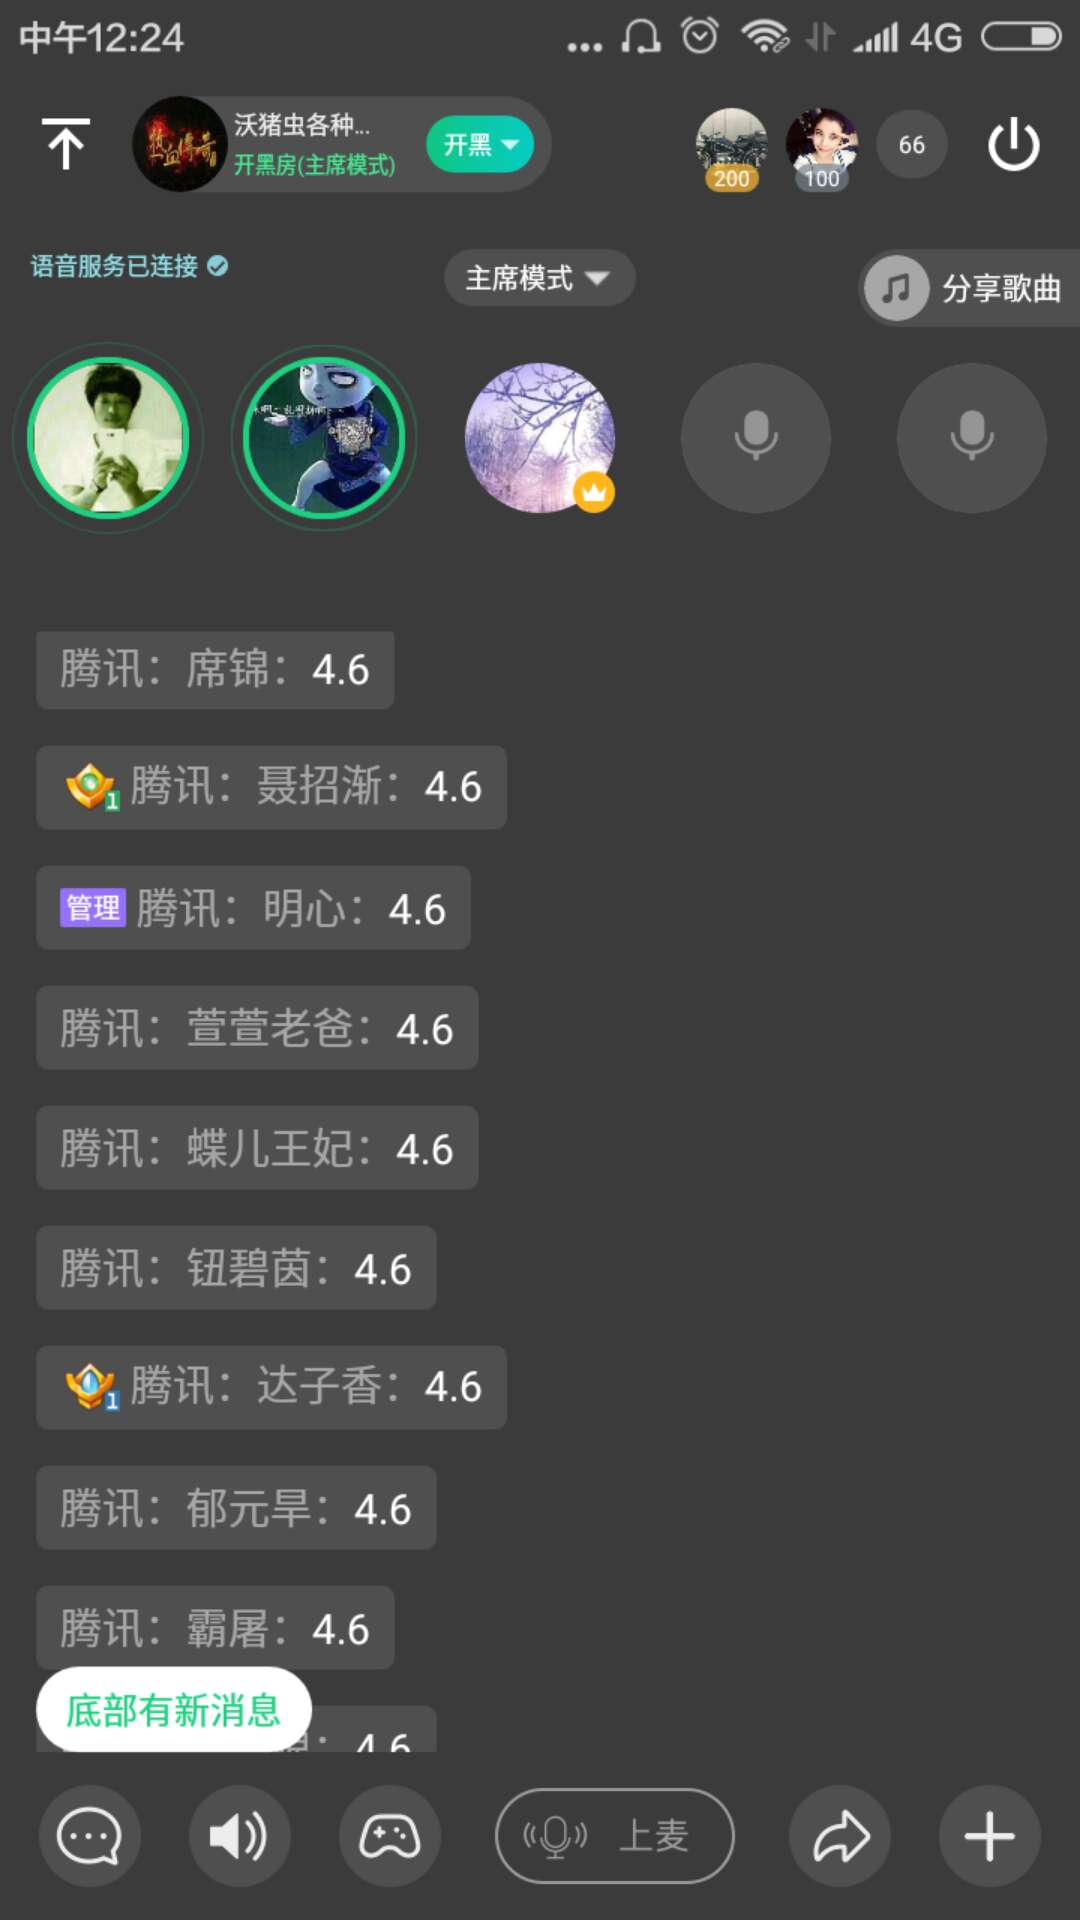 中午12:24
4G
沃猪虫各种...
开黑房(主席模式)
开黑
200
100
66
语音服务已连接
主席模式
分享歌曲
腾讯：席锦：4.6
1 腾讯：聂招渐：4.6
管理 腾讯：明心：4.6
腾讯：萱萱老爸：4.6
腾讯：蝶儿王妃：4.6
腾讯：钮碧茵：4.6
1 腾讯：达子香：4.6
腾讯：郁元旱：4.6
腾讯：霸屠：4.6
底部有新消息
4.6
上麦